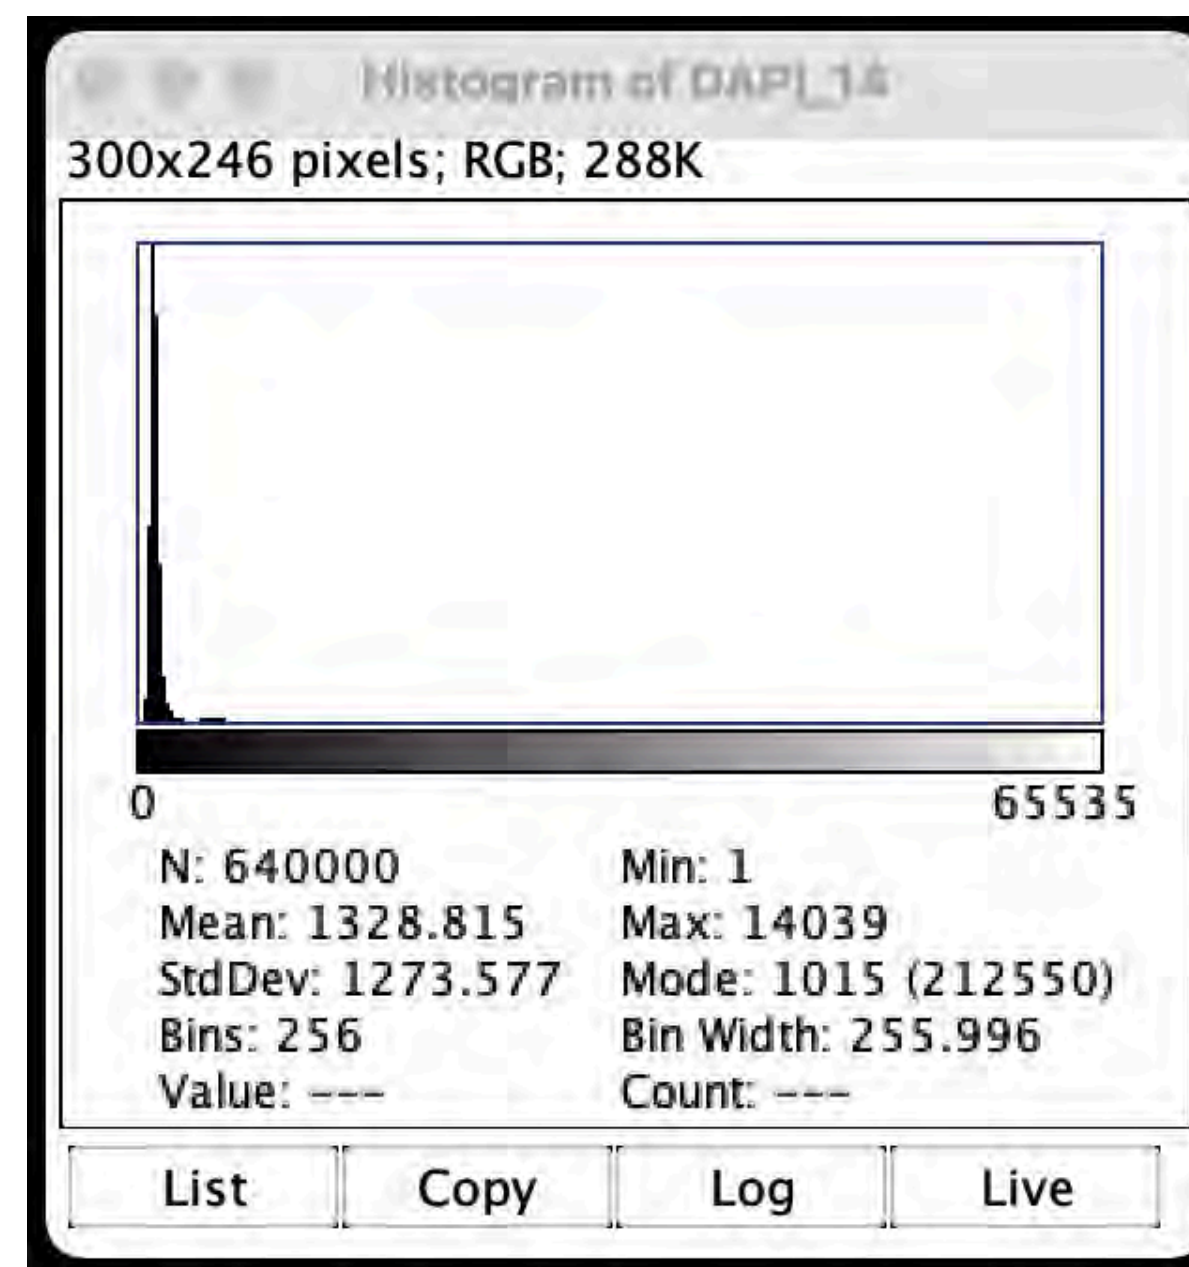 Histogram of DAPI_14
300x246 pixels; RGB; 288K
0 65535
N: 640000 Min: 1
Mean: 1328.815 Max: 14039
StdDev: 1273.577 Mode: 1015 (212550)
Bins: 256 Bin Width: 255.996
Value: --- Count: ---
List Copy Log Live